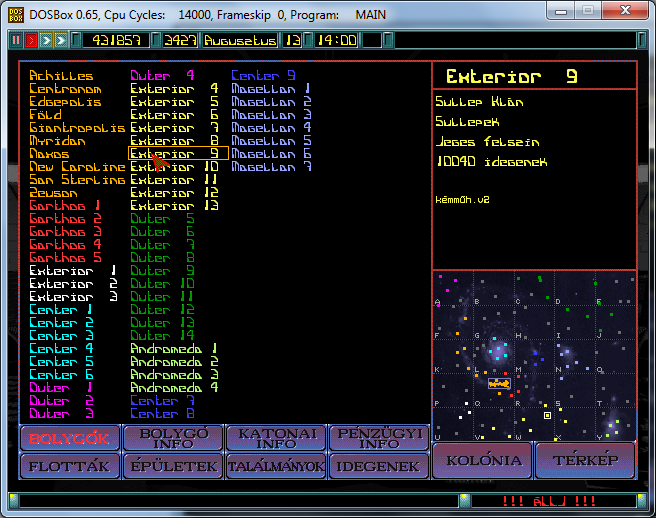 DOSBox 0.65, Cpu Cycles: 14000, Frameskip 0, Program: MAIN
431857 3427 Augusztus 13 14:00
Achilles Outer 4 Center 9
Centronom Exterior 4 Magellan 1
Edgepolis Exterior 5 Magellan 2
Föld Exterior 6 Magellan 3
Giantropolis Exterior 7 Magellan 4
Myridan Exterior 8 Magellan 5
Naxos Exterior 9 Magellan 6
New Caroline Exterior 10 Magellan 7
San Sterling Exterior 11
Zeuson Exterior 12
Garthog 1 Exterior 13
Garthog 2 Outer 5
Garthog 3 Outer 6
Garthog 4 Outer 7
Garthog 5 Outer 8
Exterior 1 Outer 9
Exterior 2 Outer 10
Exterior 3 Outer 11
Center 1 Outer 12
Center 2 Outer 13
Center 3 Outer 14
Center 4 Andromeda 1
Center 5 Andromeda 3
Center 6 Andromeda 4
Outer 1 Andromeda 4
Outer 2 Center 7
Outer 3 Center 8
Exterior 9
Sullep Klán
Sullepek
Jeges felszín
10040 idegenek
kémműh.v2
A B C D E
F G H I J
K L M N O
P Q R S T
U V W X Y
BOLYGÓK BOLYGÓ INFO KATONAI INFO PÉNZÜGYI INFO
FLOTTÁK ÉPÜLETEK TALÁLMÁNYOK IDEGENEK
KOLÓNIA TÉRKÉP
!!! ÁLLJ !!!